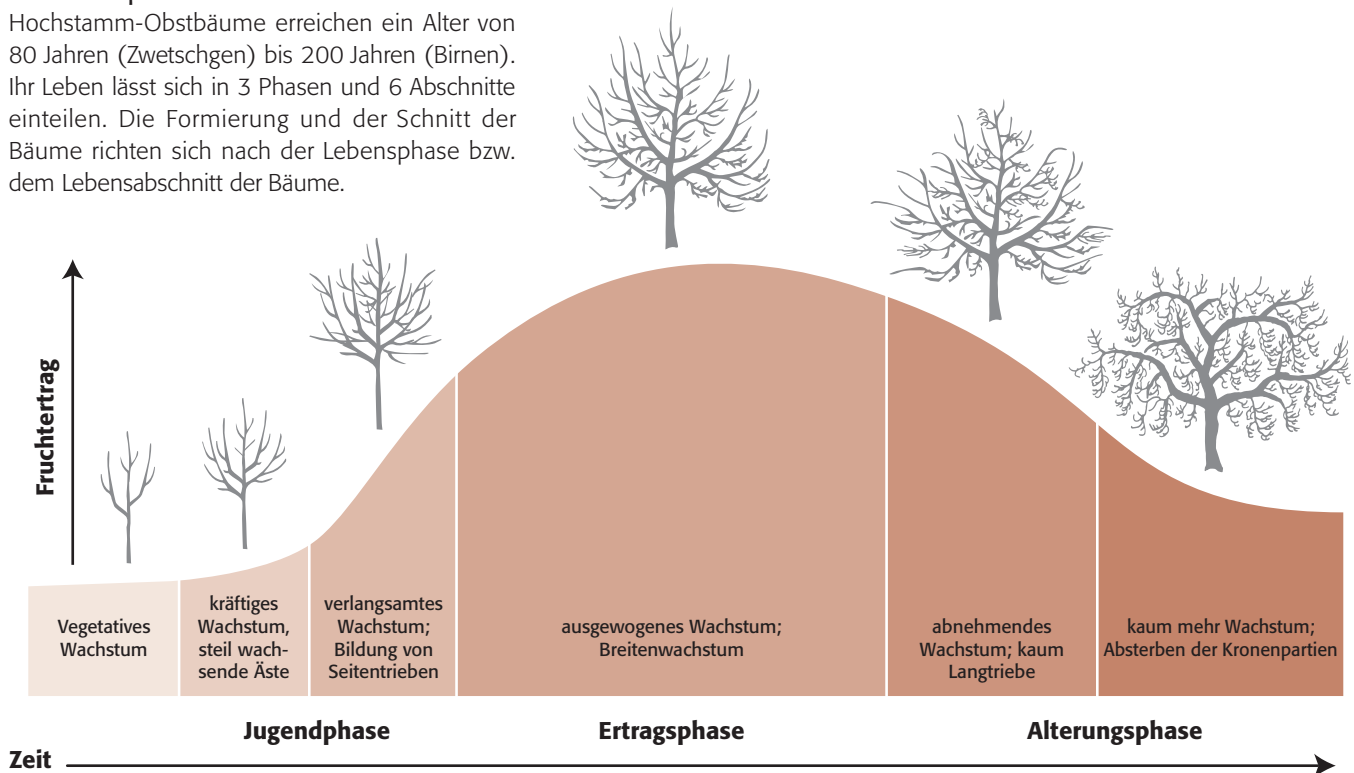 Hochstamm-Obstbäume erreichen ein Alter von
80 Jahren (Zwetschgen) bis 200 Jahren (Birnen).
Ihr Leben lässt sich in 3 Phasen und 6 Abschnitte
einteilen. Die Formierung und der Schnitt der
Bäume richten sich nach der Lebensphase bzw.
dem Lebensabschnitt der Bäume.
Fruchtertrag
Vegetatives
Wachstum
kräftiges
Wachstum,
steil wach-
sende Äste
verlangsamtes
Wachstum;
Bildung von
Seitentrieben
ausgewogenes Wachstum;
Breitenwachstum
abnehmendes
Wachstum; kaum
Langtriebe
kaum mehr Wachstum;
Absterben der Kronenpartien
Jugendphase
Ertragsphase
Alterungsphase
Zeit